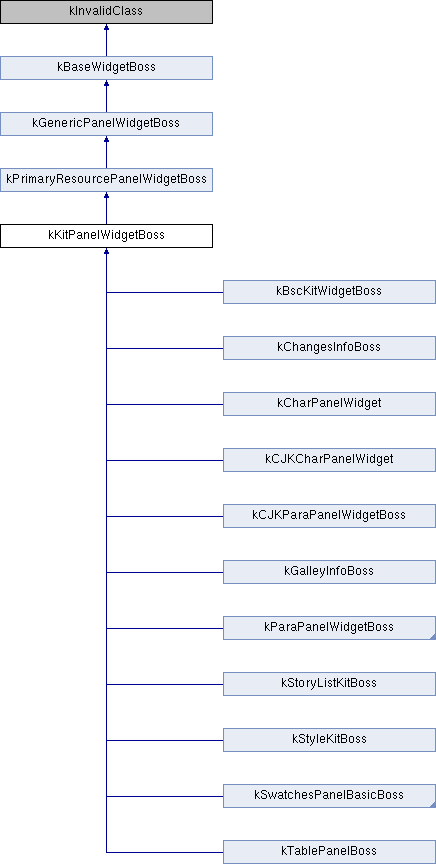 kInvalidClass
kBaseWidgetBoss
kGenericPanelWidgetBoss
kPrimaryResourcePanelWidgetBoss
kKitPanelWidgetBoss
kBscKitWidgetBoss
kChangesInfoBoss
kCharPanelWidget
kCJKCharPanelWidget
kCJKParaPanelWidgetBoss
kGalleyInfoBoss
kParaPanelWidgetBoss
kStoryListKitBoss
kStyleKitBoss
kSwatchesPanelBasicBoss
kTablePanelBoss